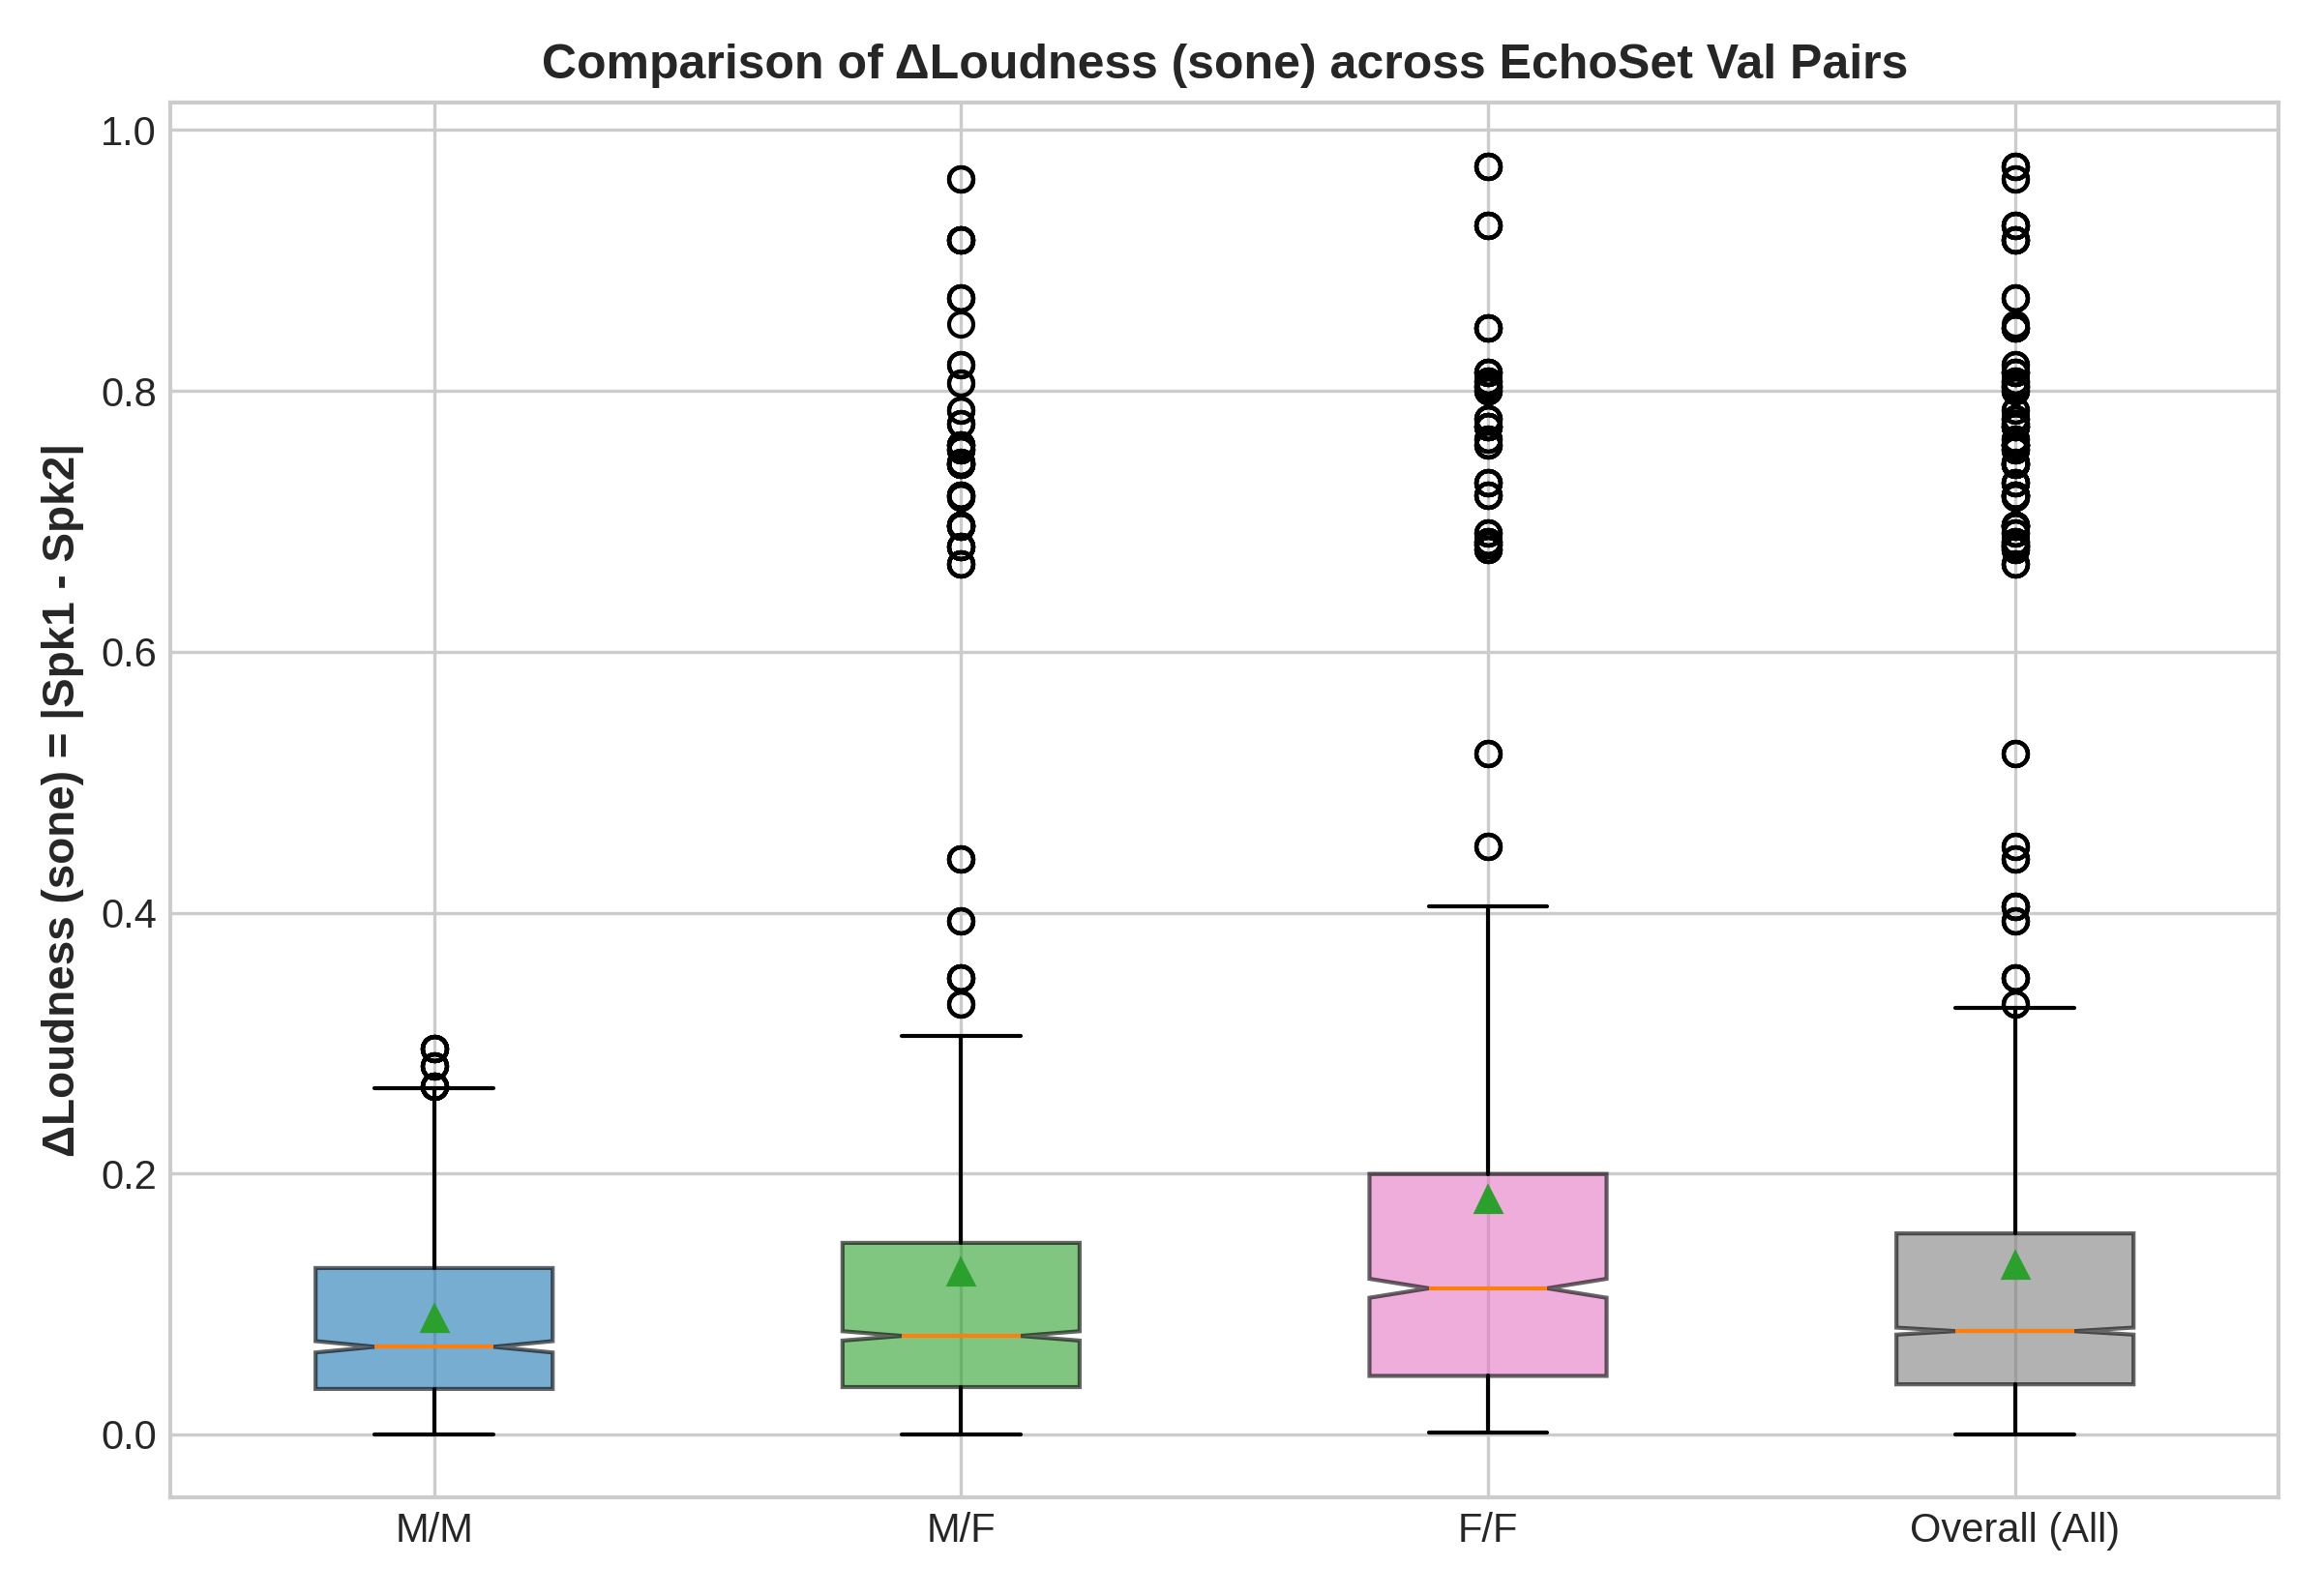 Comparison of ΔLoudness (sone) across EchoSet Val Pairs
ΔLoudness (sone) = |Spk1 - Spk2|
1.0
0.8
0.6
0.4
0.2
0.0
M/M
M/F
F/F
Overall (All)